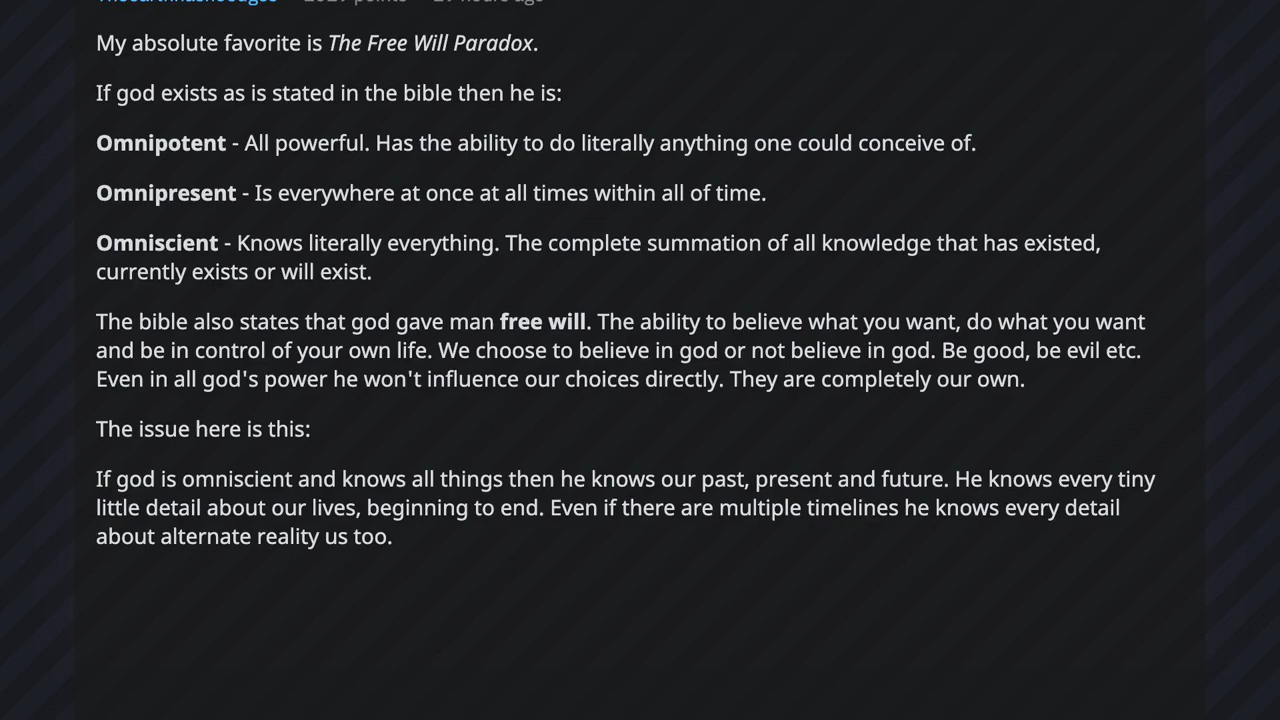 My absolute favorite is The Free Will Paradox.
If god exists as is stated in the bible then he is:
Omnipotent - All powerful. Has the ability to do literally anything one could conceive of.
Omnipresent - Is everywhere at once at all times within all of time.
Omniscient - Knows literally everything. The complete summation of all knowledge that has existed,
currently exists or will exist.
The bible also states that god gave man free will. The ability to believe what you want, do what you want
and be in control of your own life. We choose to believe in god or not believe in god. Be good, be evil etc.
Even in all god's power he won't influence our choices directly. They are completely our own.
The issue here is this:
If god is omniscient and knows all things then he knows our past, present and future. He knows every tiny
little detail about our lives, beginning to end. Even if there are multiple timelines he knows every detail
about alternate reality us too.